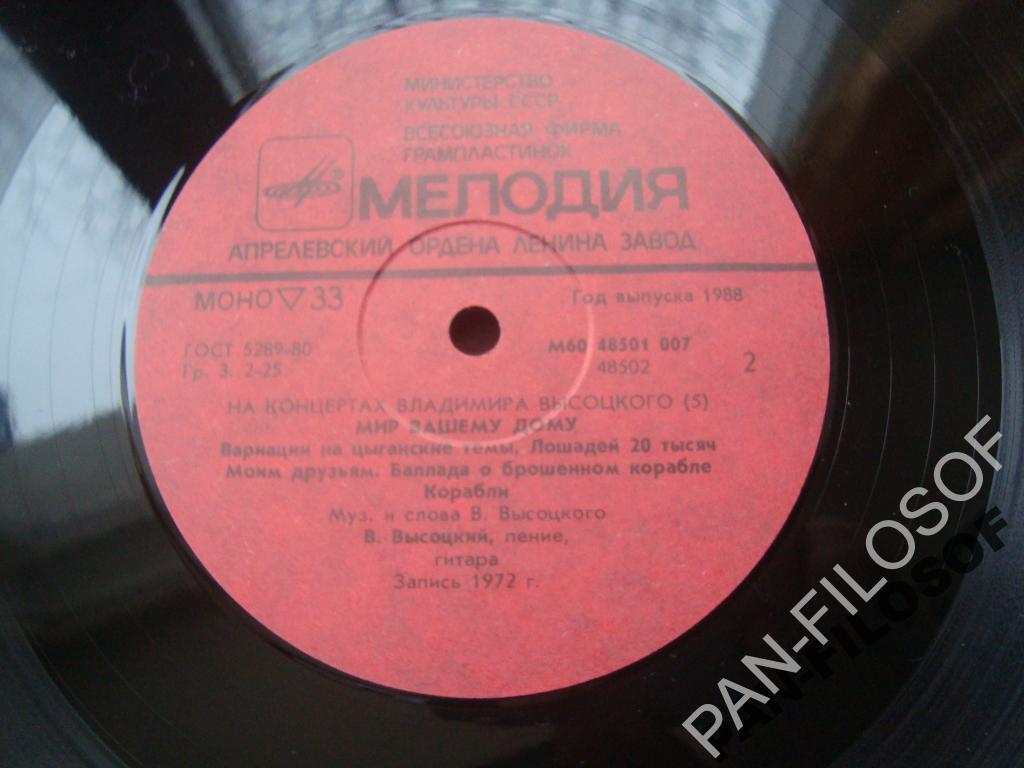 МИНИСТЕРСТВО
КУЛЬТУРЫ СССР
ВСЕСОЮЗНАЯ ФИРМА
ГРАМПЛАСТИНОК
МЕЛОДИЯ
АПРЕЛЕВСКИЙ ОРДЕНА ЛЕНИНА ЗАВОД
МОНО ▽ 33
Год выпуска 1988
ГОСТ 5289-80
Гр. 3. 2-25
М60 48501 007
48502
2
НА КОНЦЕРТАХ ВЛАДИМИРА ВЫСОЦКОГО (5)
МИР ВАШЕМУ ДОМУ
Вариации на цыганские темы. Лошадей 20 тысяч
Моим друзьям. Баллада о брошенном корабле
Корабли
Муз. и слова В. Высоцкого
В. Высоцкий, пение,
гитара
Запись 1972 г.
PAN-FILOSOF
PAN-FILOSOF